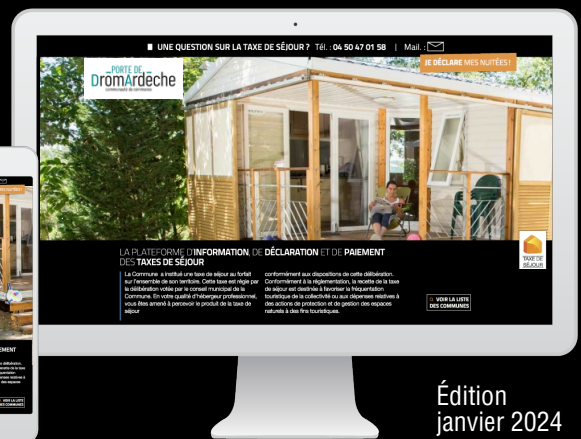 UNE QUESTION SUR LA TAXE DE SÉJOUR ? Tél. : 04 50 47 01 58 | Mail. :
JE DÉCLARE MES NUITÉES !
PORTE DE
DrômArdèche
communauté de communes
LA PLATEFORME D'INFORMATION, DE DÉCLARATION ET DE PAIEMENT
DES TAXES DE SÉJOUR
La Commune a institué une taxe de séjour au forfait
sur l'ensemble de son territoire. Cette taxe est régie par
la délibération votée par le conseil municipal de la
Commune. En votre qualité d'hébergeur professionnel,
vous êtes amené à percevoir le produit de la taxe de
séjour
conformément aux dispositions de cette délibération.
Conformément à la réglementation, la recette de la taxe
de séjour est destinée à favoriser la fréquentation
touristique de la collectivité ou aux dépenses relatives à
des actions de protection et de gestion des espaces
naturels à des fins touristiques.
VOIR LA LISTE
DES COMMUNES
TAXE DE
SÉJOUR
Édition
janvier 2024